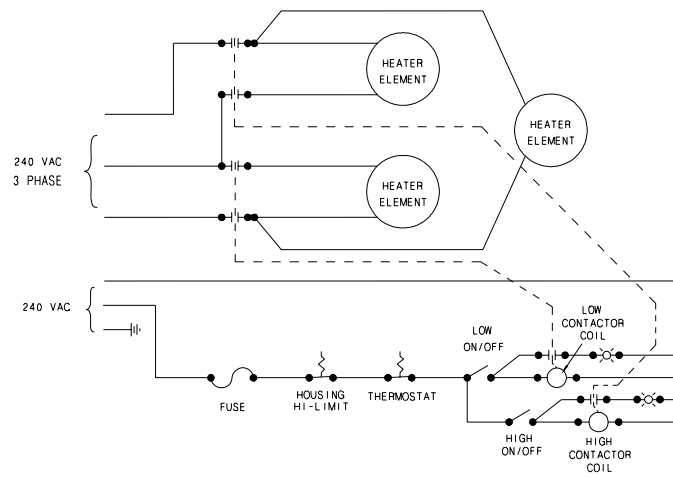 HEATER
ELEMENT
HEATER
ELEMENT
240 VAC
3 PHASE
HEATER
ELEMENT
240 VAC
LOW
CONTACTOR
COIL
LOW
ON/OFF
FUSE
HOUSING
HI-LIMIT
THERMOSTAT
HIGH
ON/OFF
HIGH
CONTACTOR
COIL